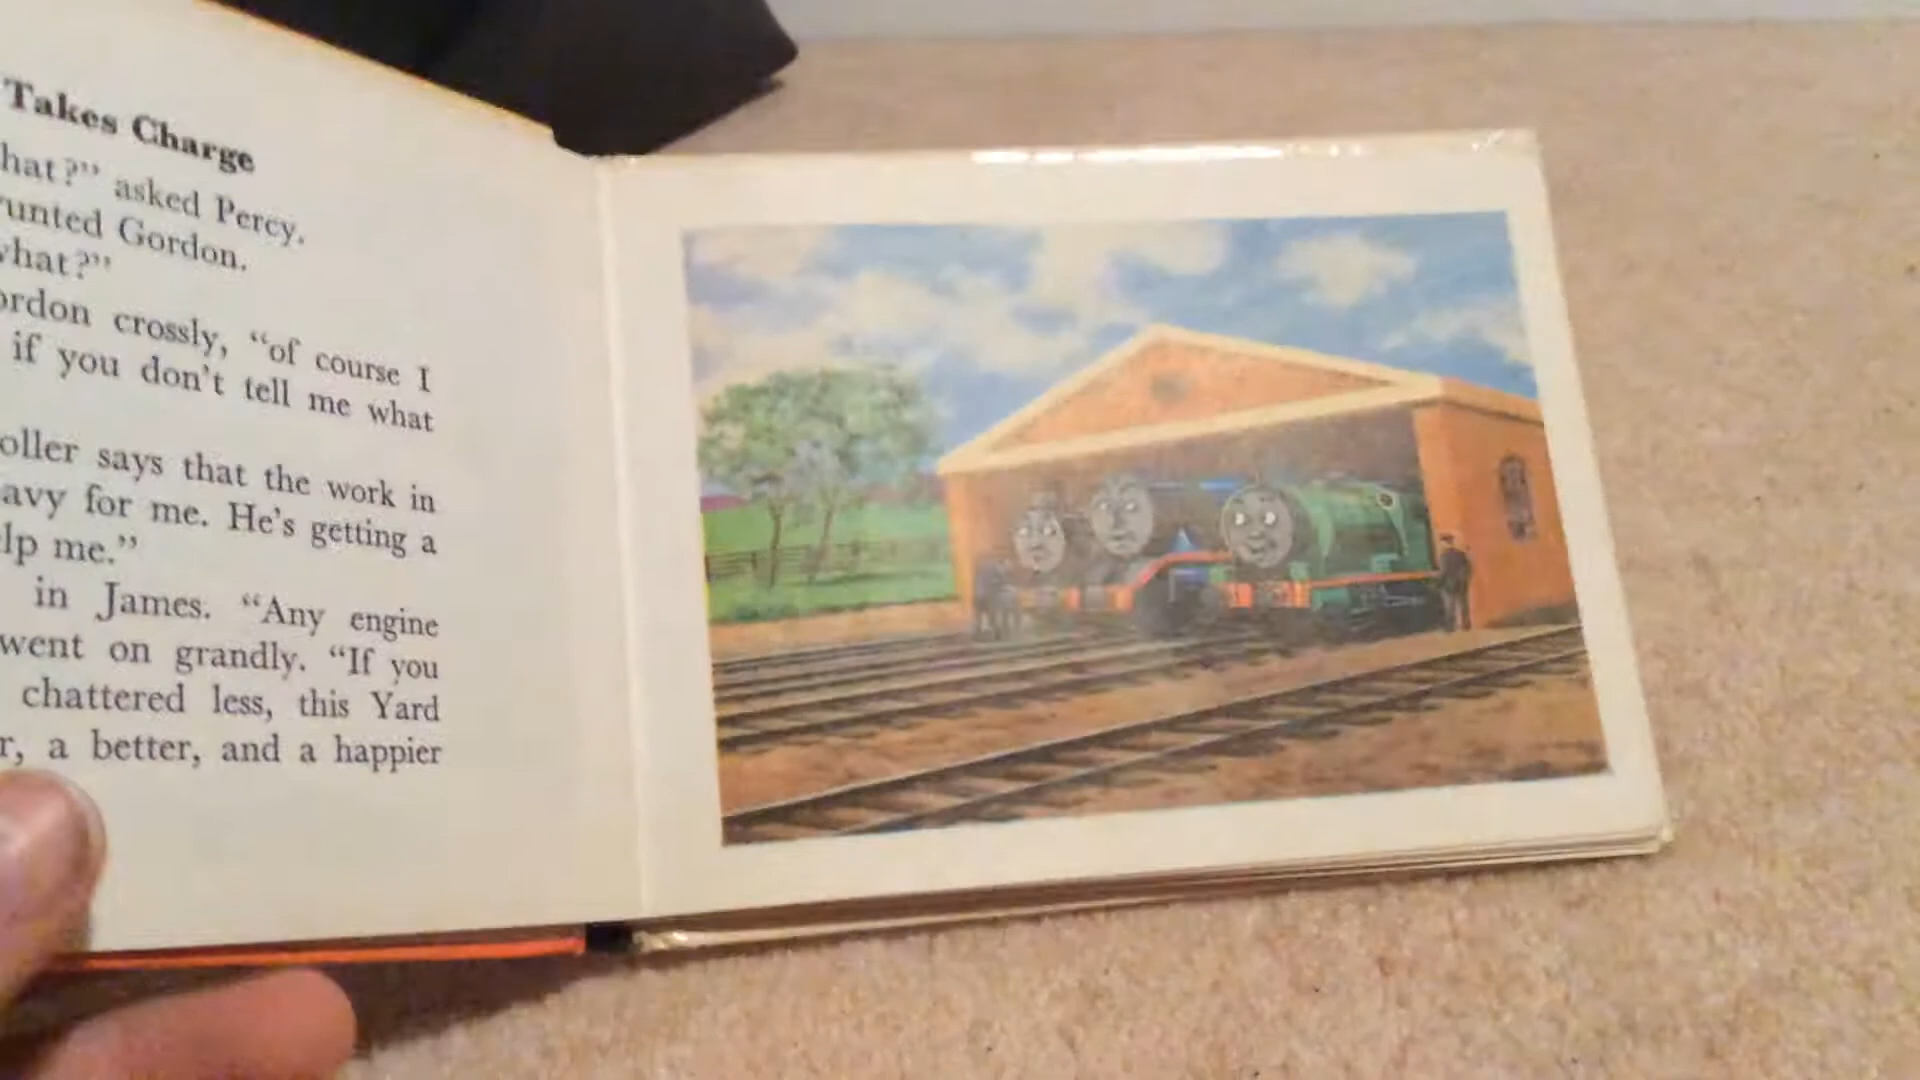 Takes Charge
hat?” asked Percy.
runted Gordon.
what?”
ordon crossly, “of course I
if you don't tell me what
oller says that the work in
avy for me. He's getting a
lp me.”
in James. “Any engine
went on grandly. “If you
chattered less, this Yard
r, a better, and a happier